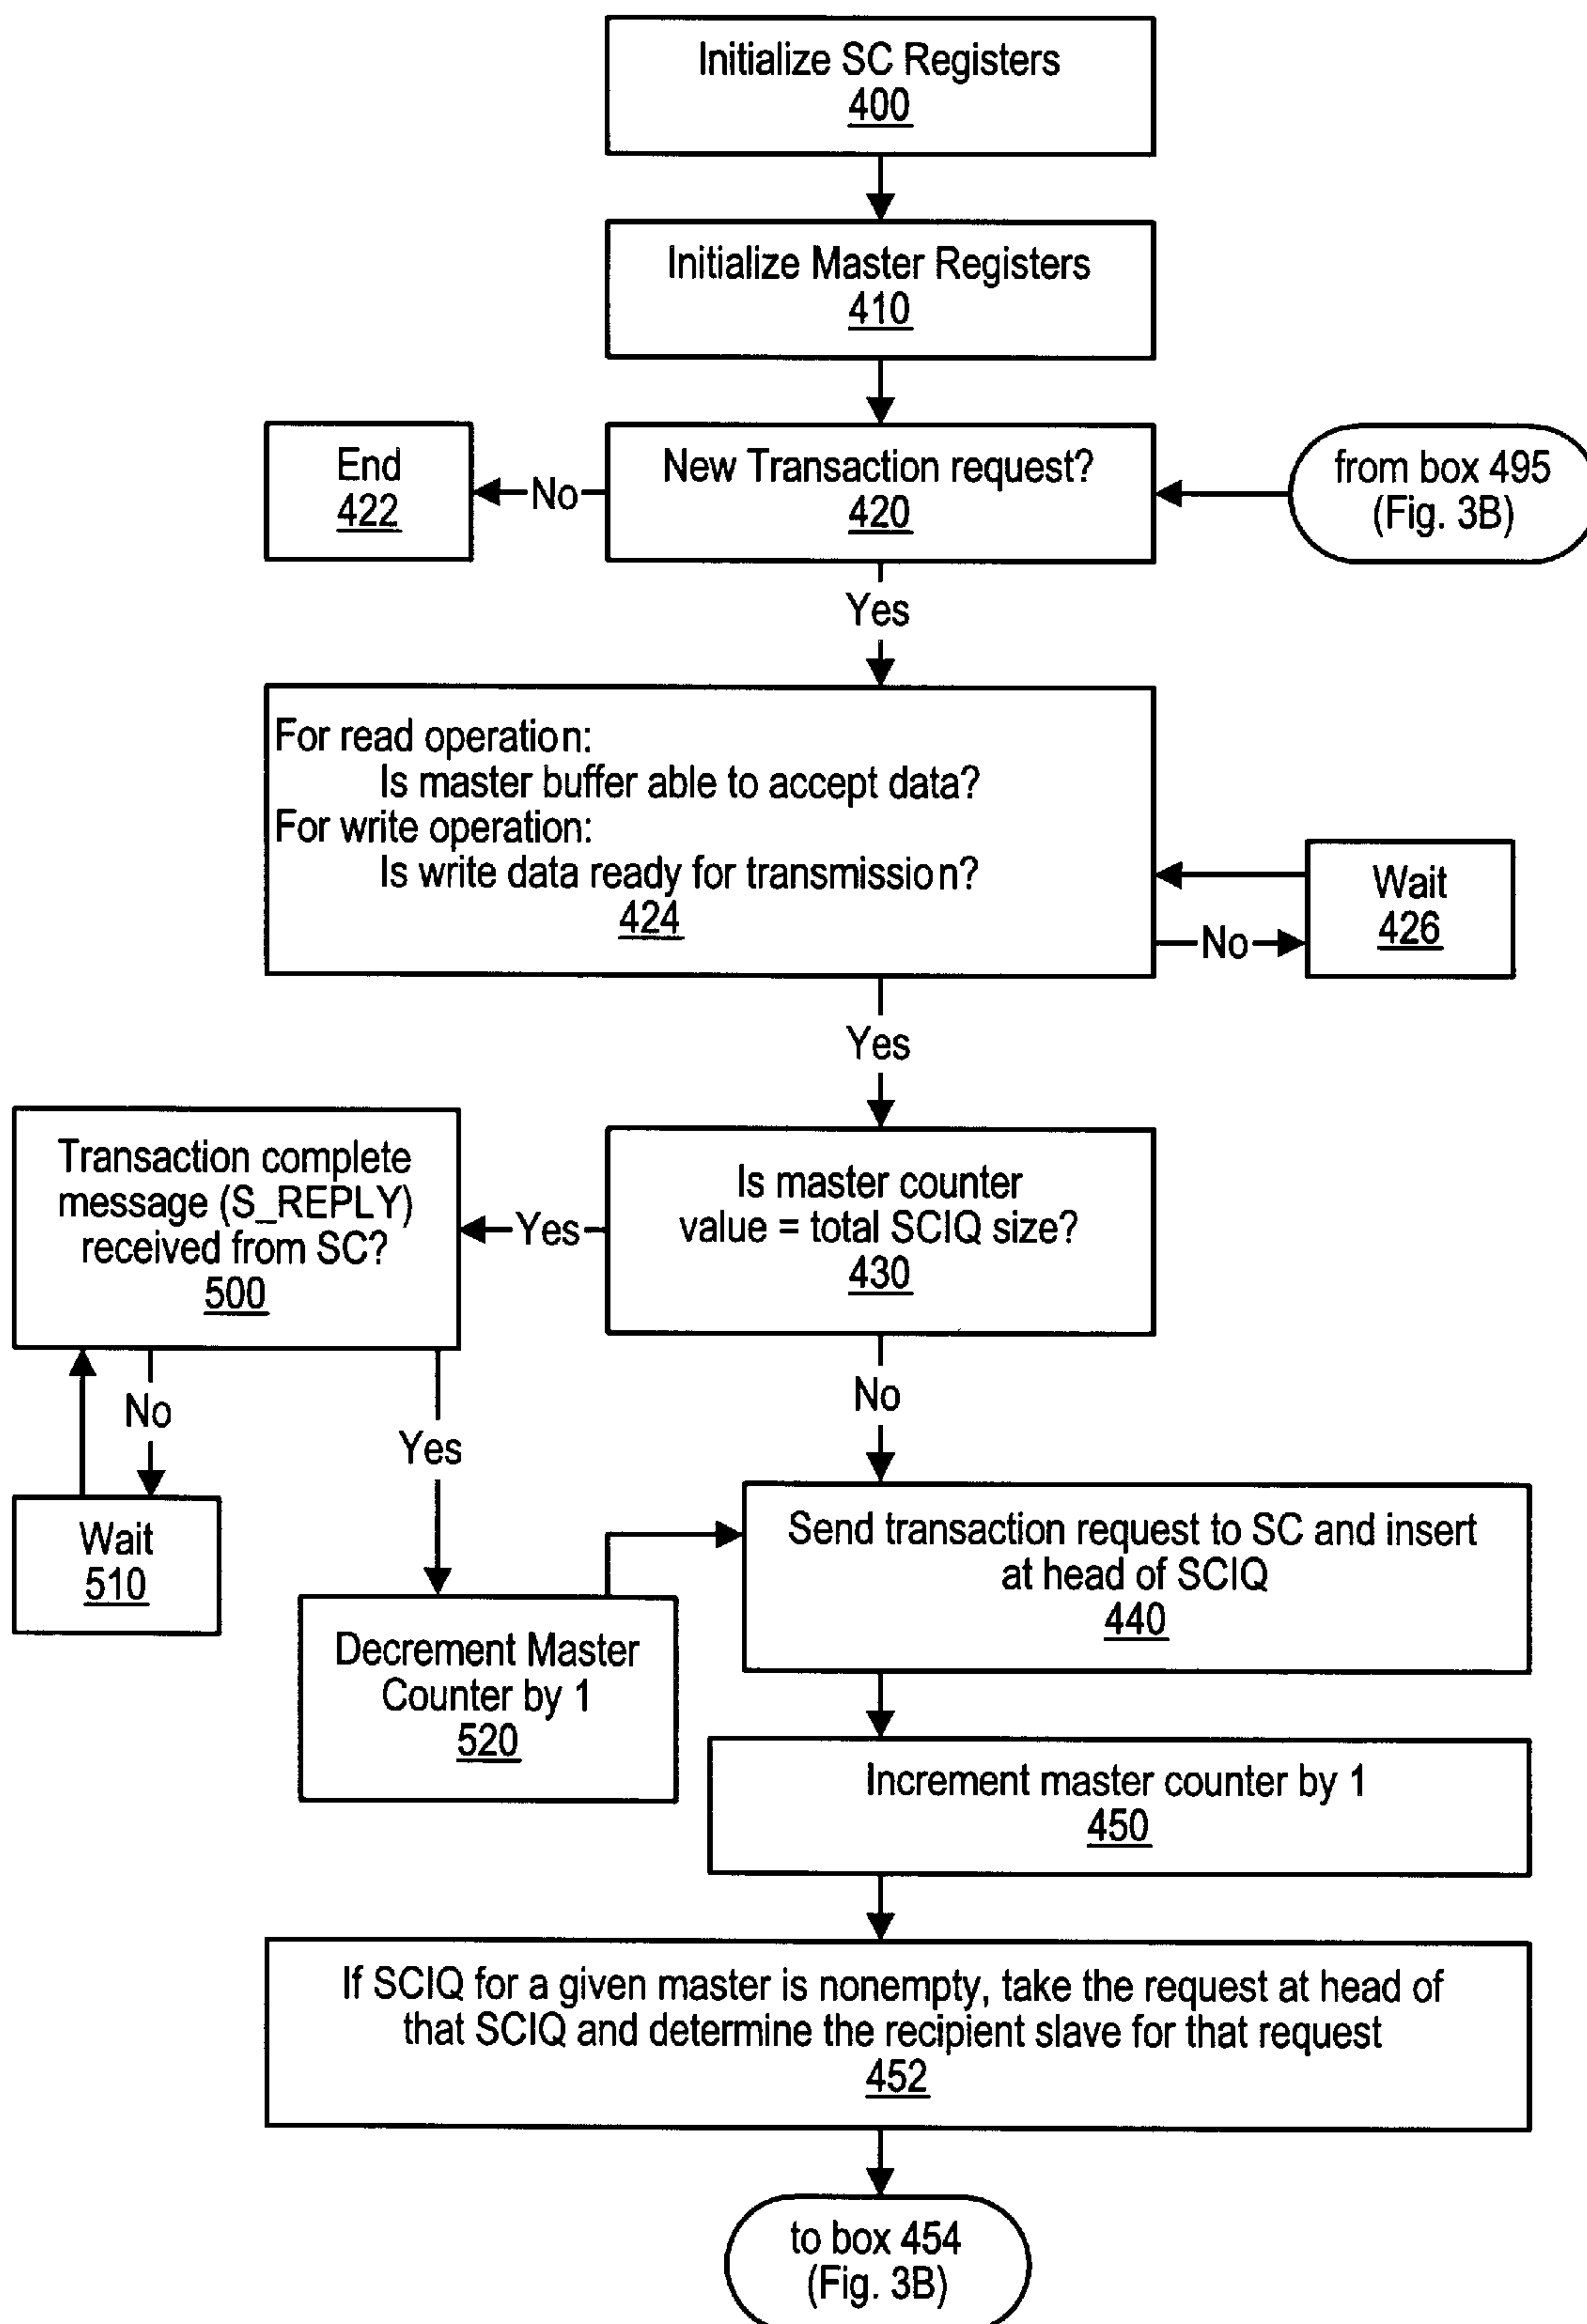 Initialize SC Registers
400
Initialize Master Registers
410
End
422
No
New Transaction request?
420
from box 495
(Fig. 3B)
Yes
For read operation:
Is master buffer able to accept data?
For write operation:
Is write data ready for transmission?
424
No
Wait
426
Yes
Transaction complete
message (S_REPLY)
received from SC?
500
Yes
Is master counter
value = total SCIQ size?
430
No
Yes
No
Wait
510
Send transaction request to SC and insert
at head of SCIQ
440
Decrement Master
Counter by 1
520
Increment master counter by 1
450
If SCIQ for a given master is nonempty, take the request at head of
that SCIQ and determine the recipient slave for that request
452
to box 454
(Fig. 3B)